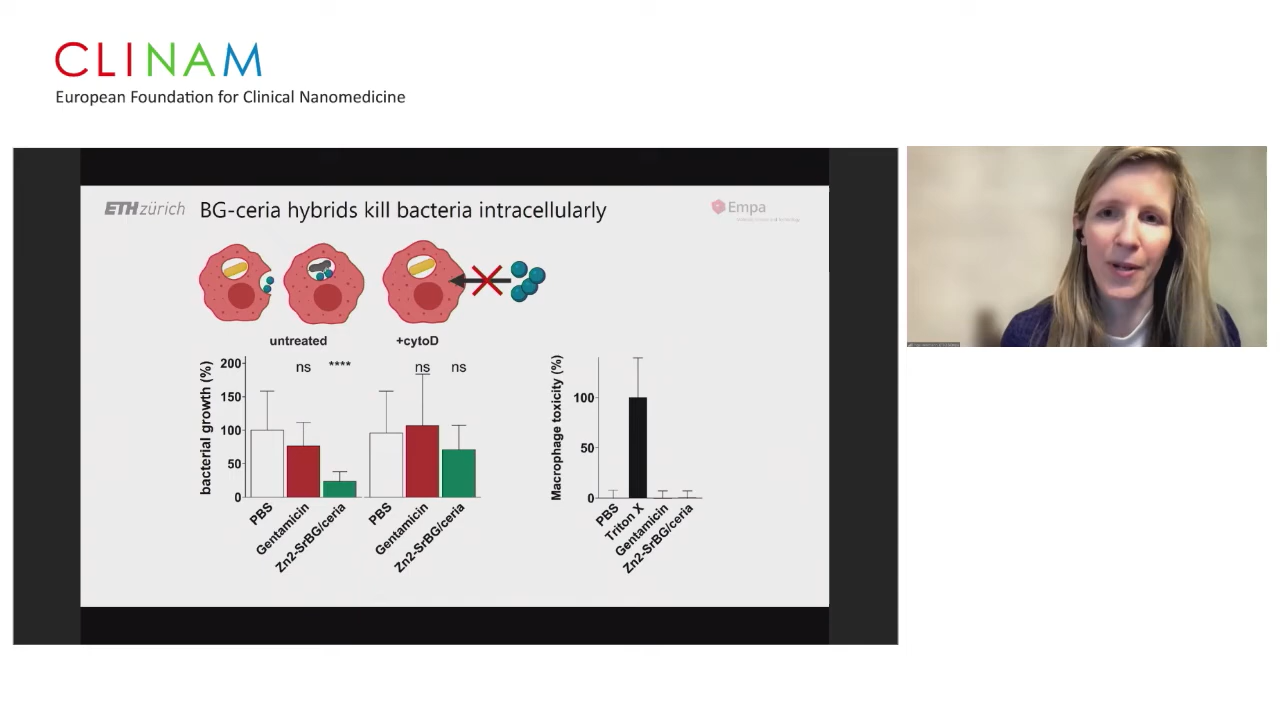 CLINAM
European Foundation for Clinical Nanomedicine
ETH zürich
BG-ceria hybrids kill bacteria intracellularly
Empa
untreated
+cytoD
bacterial growth (%)
200
150
100
50
0
ns
****
ns
ns
PBS
Gentamicin
Zn2-SrBG/ceria
PBS
Gentamicin
Zn2-SrBG/ceria
Macrophage toxicity (%)
100
50
0
PBS
Triton X
Gentamicin
Zn2-SrBG/ceria